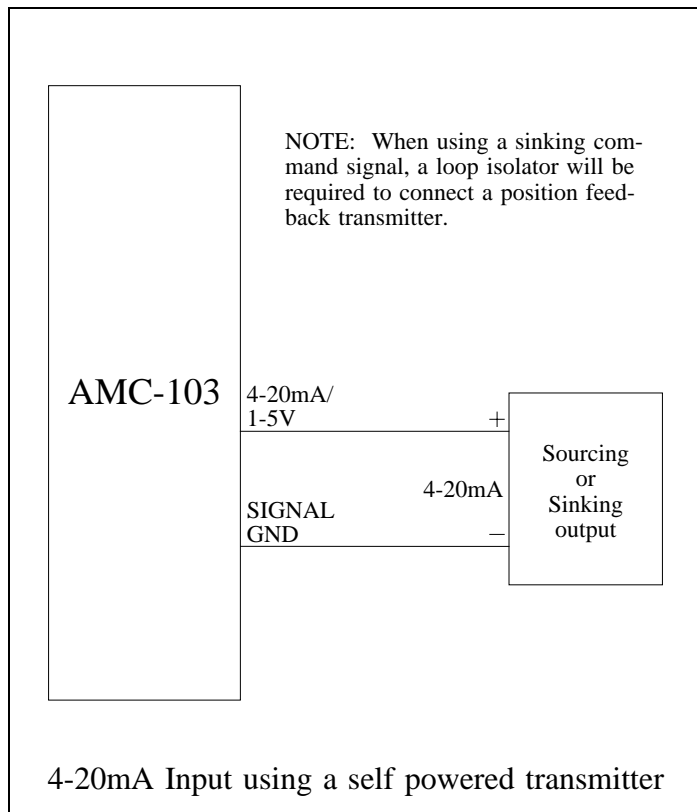 NOTE: When using a sinking com-
mand signal, a loop isolator will be
required to connect a position feed-
back transmitter.
AMC-103
4-20mA/
1-5V
+
Sourcing
or
Sinking
output
4-20mA
SIGNAL
GND
−
4-20mA Input using a self powered transmitter